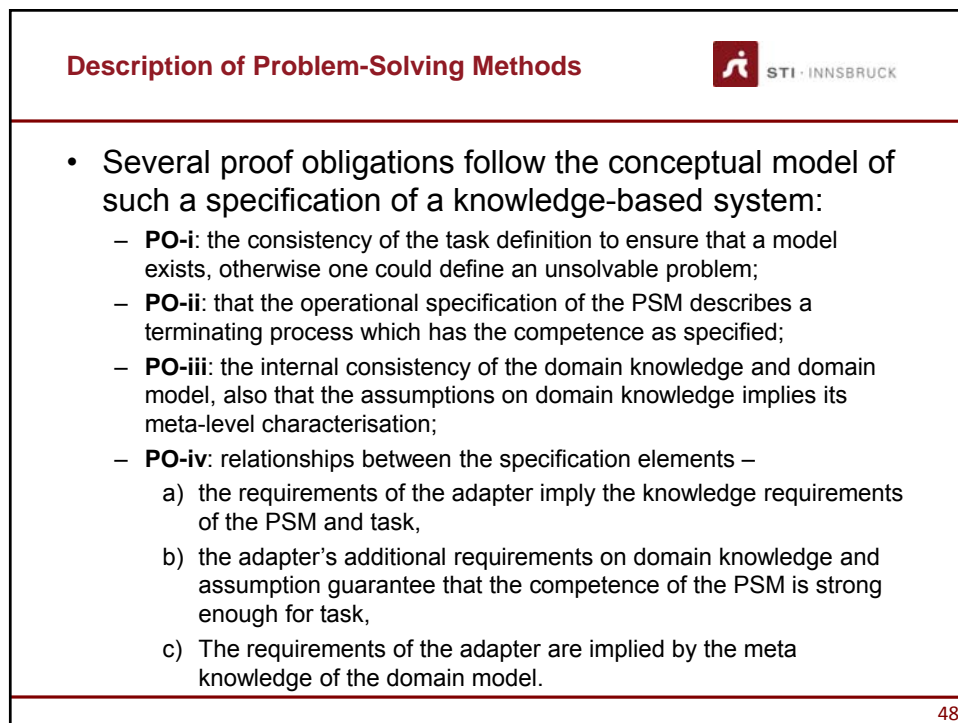 Description of Problem-Solving Methods
STI · INNSBRUCK
• Several proof obligations follow the conceptual model of
such a specification of a knowledge-based system:
– PO-i: the consistency of the task definition to ensure that a model
exists, otherwise one could define an unsolvable problem;
– PO-ii: that the operational specification of the PSM describes a
terminating process which has the competence as specified;
– PO-iii: the internal consistency of the domain knowledge and domain
model, also that the assumptions on domain knowledge implies its
meta-level characterisation;
– PO-iv: relationships between the specification elements –
a) the requirements of the adapter imply the knowledge requirements
of the PSM and task,
b) the adapter’s additional requirements on domain knowledge and
assumption guarantee that the competence of the PSM is strong
enough for task,
c) The requirements of the adapter are implied by the meta
knowledge of the domain model.
48